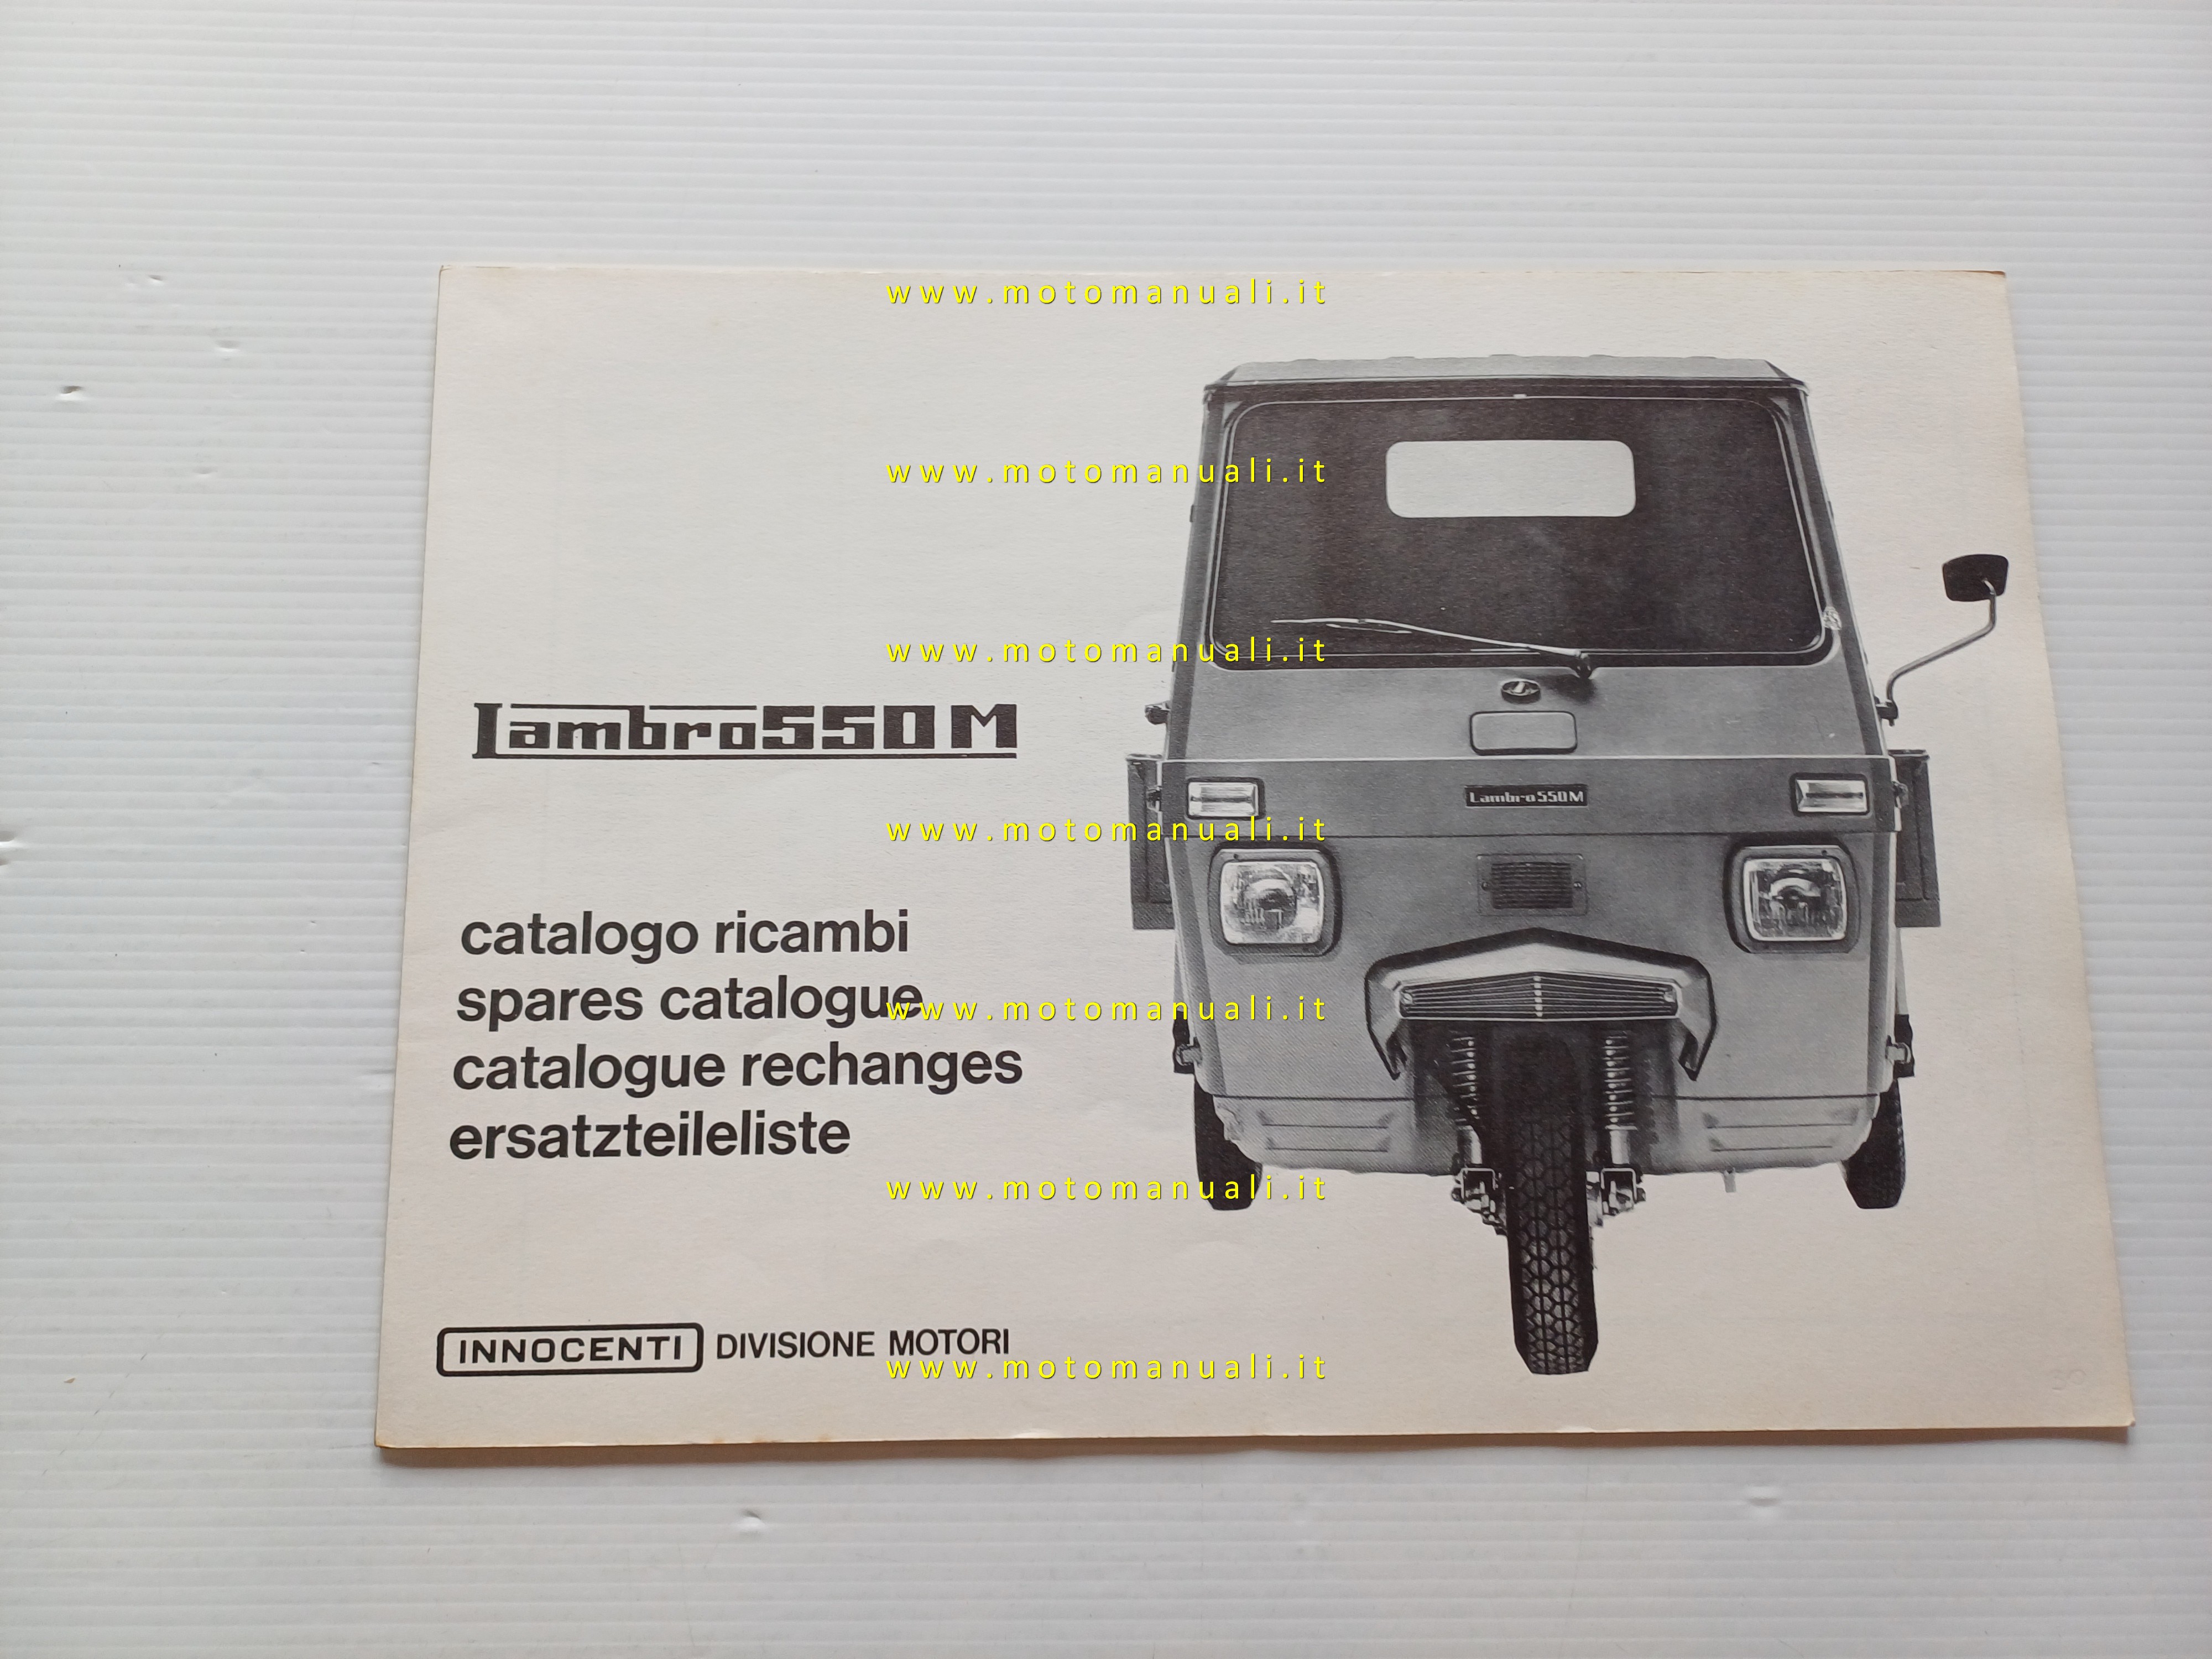 www.motomanuali.it
www.motomanuali.it
www.motomanuali.it
Lambro550M
Lambro550M
www.motomanuali.it
catalogo ricambi
spares catalogue
www.motomanuali.it
catalogue rechanges
ersatzteileliste
www.motomanuali.it
INNOCENTI DIVISIONE MOTORI
www.motomanuali.it